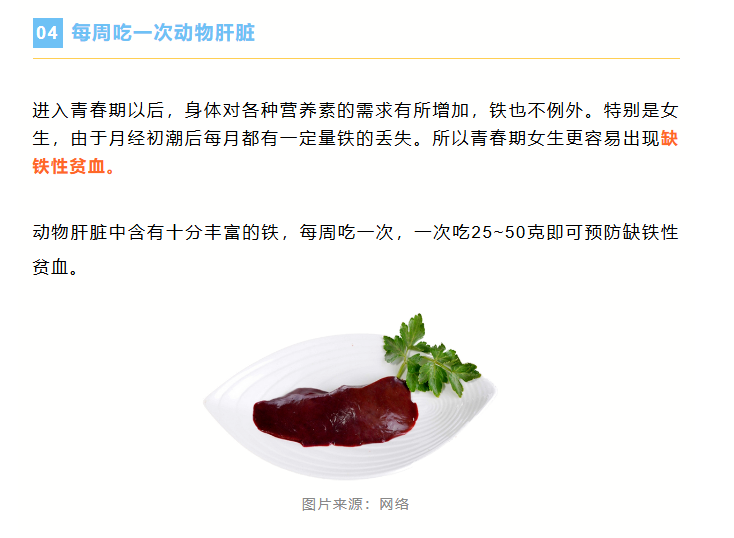 04 每周吃一次动物肝脏
进入青春期以后，身体对各种营养素的需求有所增加，铁也不例外。特别是女
生，由于月经初潮后每月都有一定量铁的丢失。所以青春期女生更容易出现缺
铁性贫血。
动物肝脏中含有十分丰富的铁，每周吃一次，一次吃25~50克即可预防缺铁性
贫血。
图片来源：网络